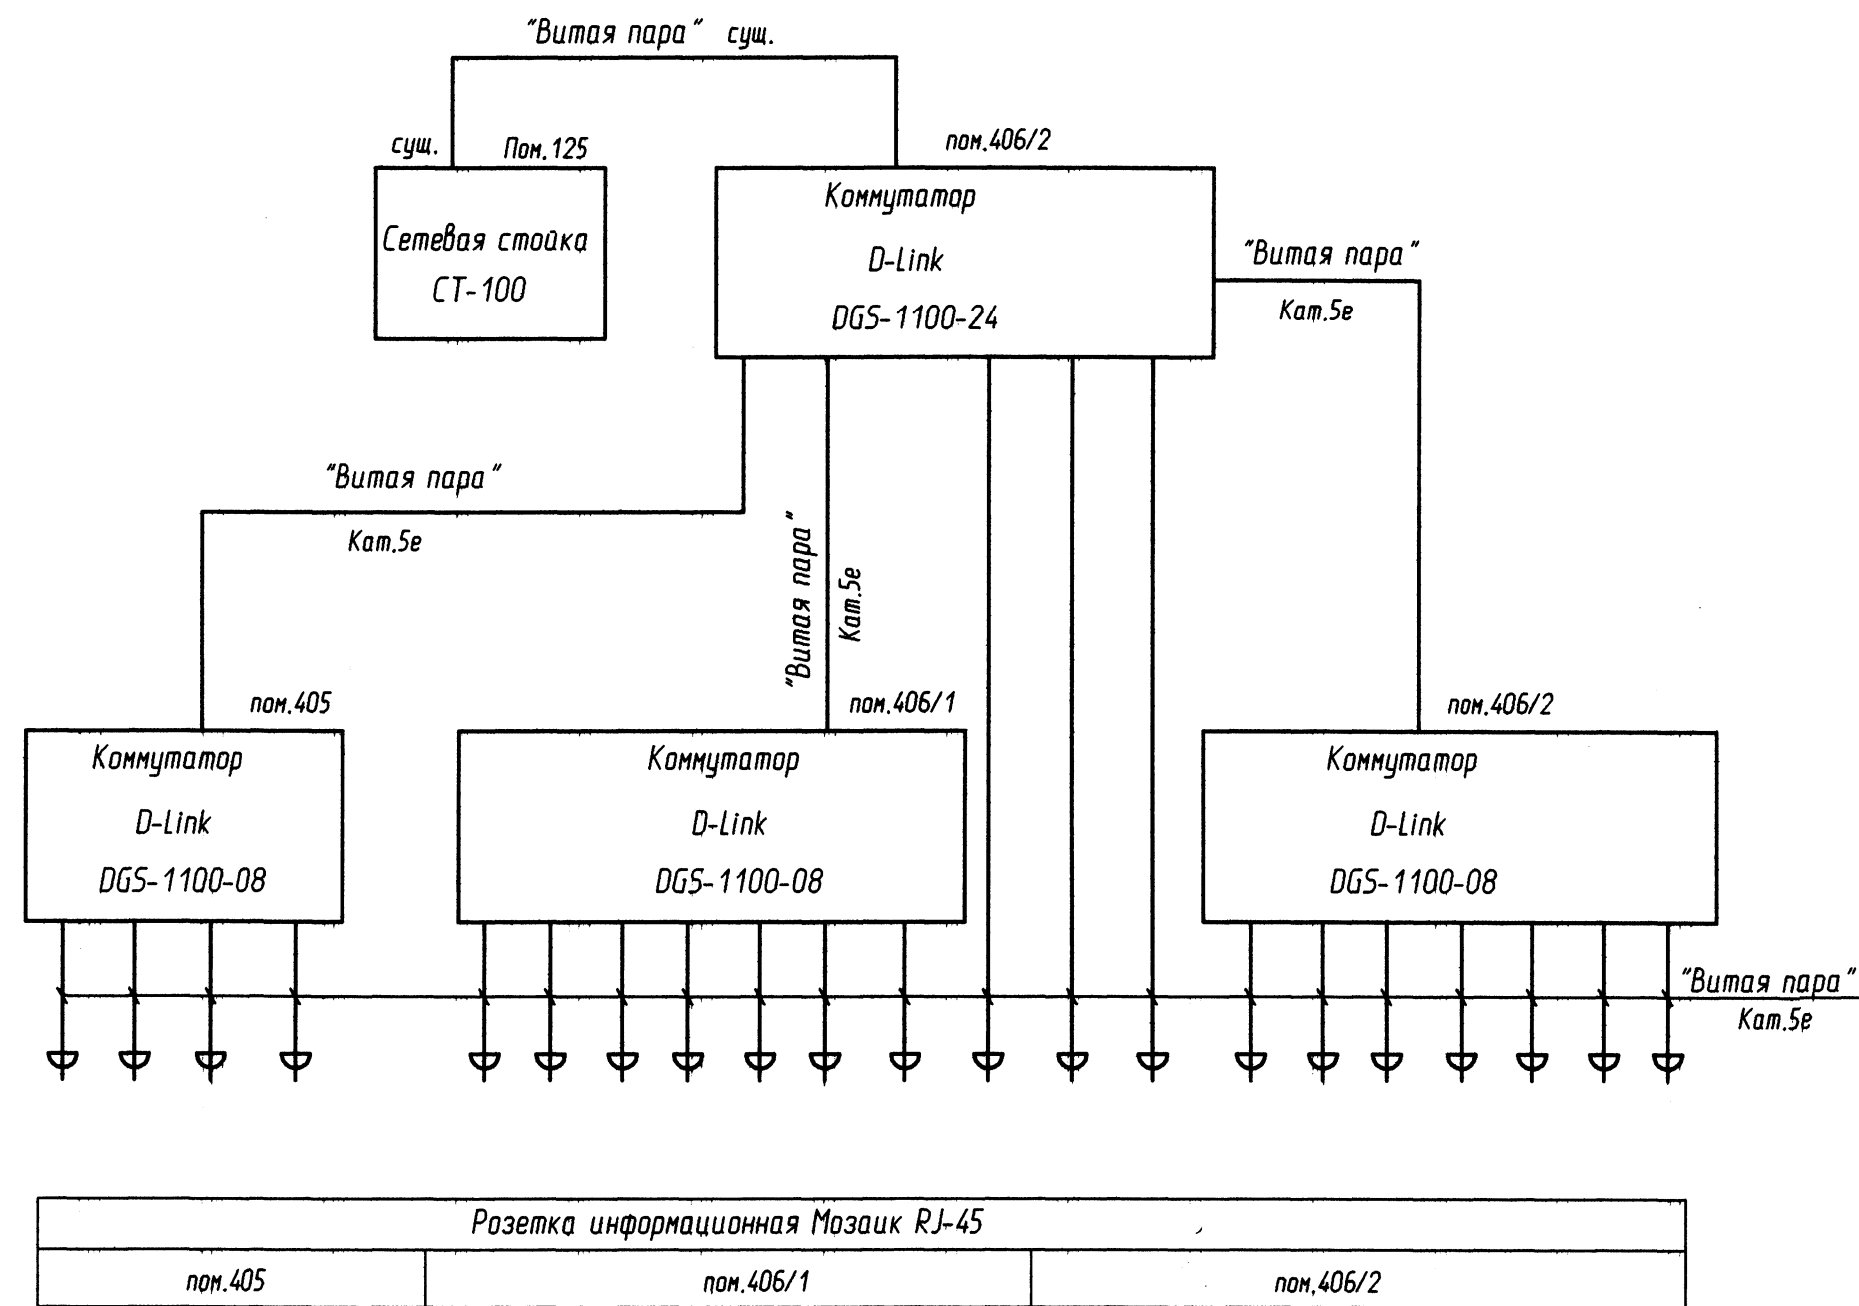 "Витая пара" сущ.
сущ. Пом.125
пом.406/2
Сетевая стойка
СТ-100
Коммутатор
D-Link
DGS-1100-24
"Витая пара"
Кат.5е
"Витая пара"
Кат.5е
"Витая пара"
Кат.5е
пом.405
Коммутатор
D-Link
DGS-1100-08
пом.406/1
Коммутатор
D-Link
DGS-1100-08
пом.406/2
Коммутатор
D-Link
DGS-1100-08
"Витая пара"
Кат.5е
Розетка информационная Мозаик RJ-45
пом.405 пом.406/1 пом.406/2